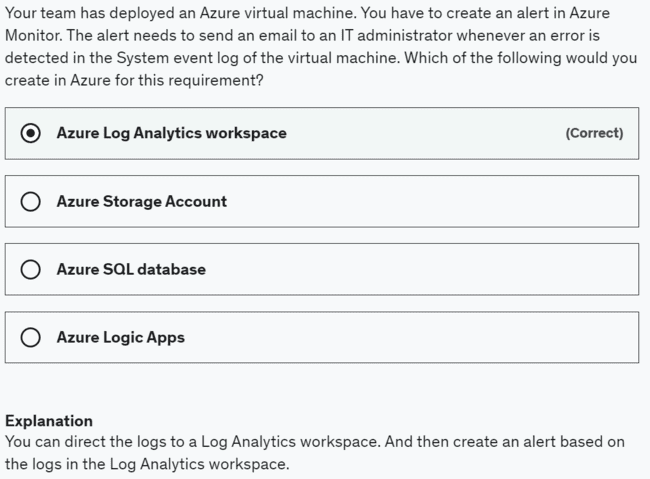 Your team has deployed an Azure virtual machine. You have to create an alert in Azure
Monitor. The alert needs to send an email to an IT administrator whenever an error is
detected in the System event log of the virtual machine. Which of the following would you
create in Azure for this requirement?
Azure Log Analytics workspace (Correct)
Azure Storage Account
Azure SQL database
Azure Logic Apps
Explanation
You can direct the logs to a Log Analytics workspace. And then create an alert based on
the logs in the Log Analytics workspace.